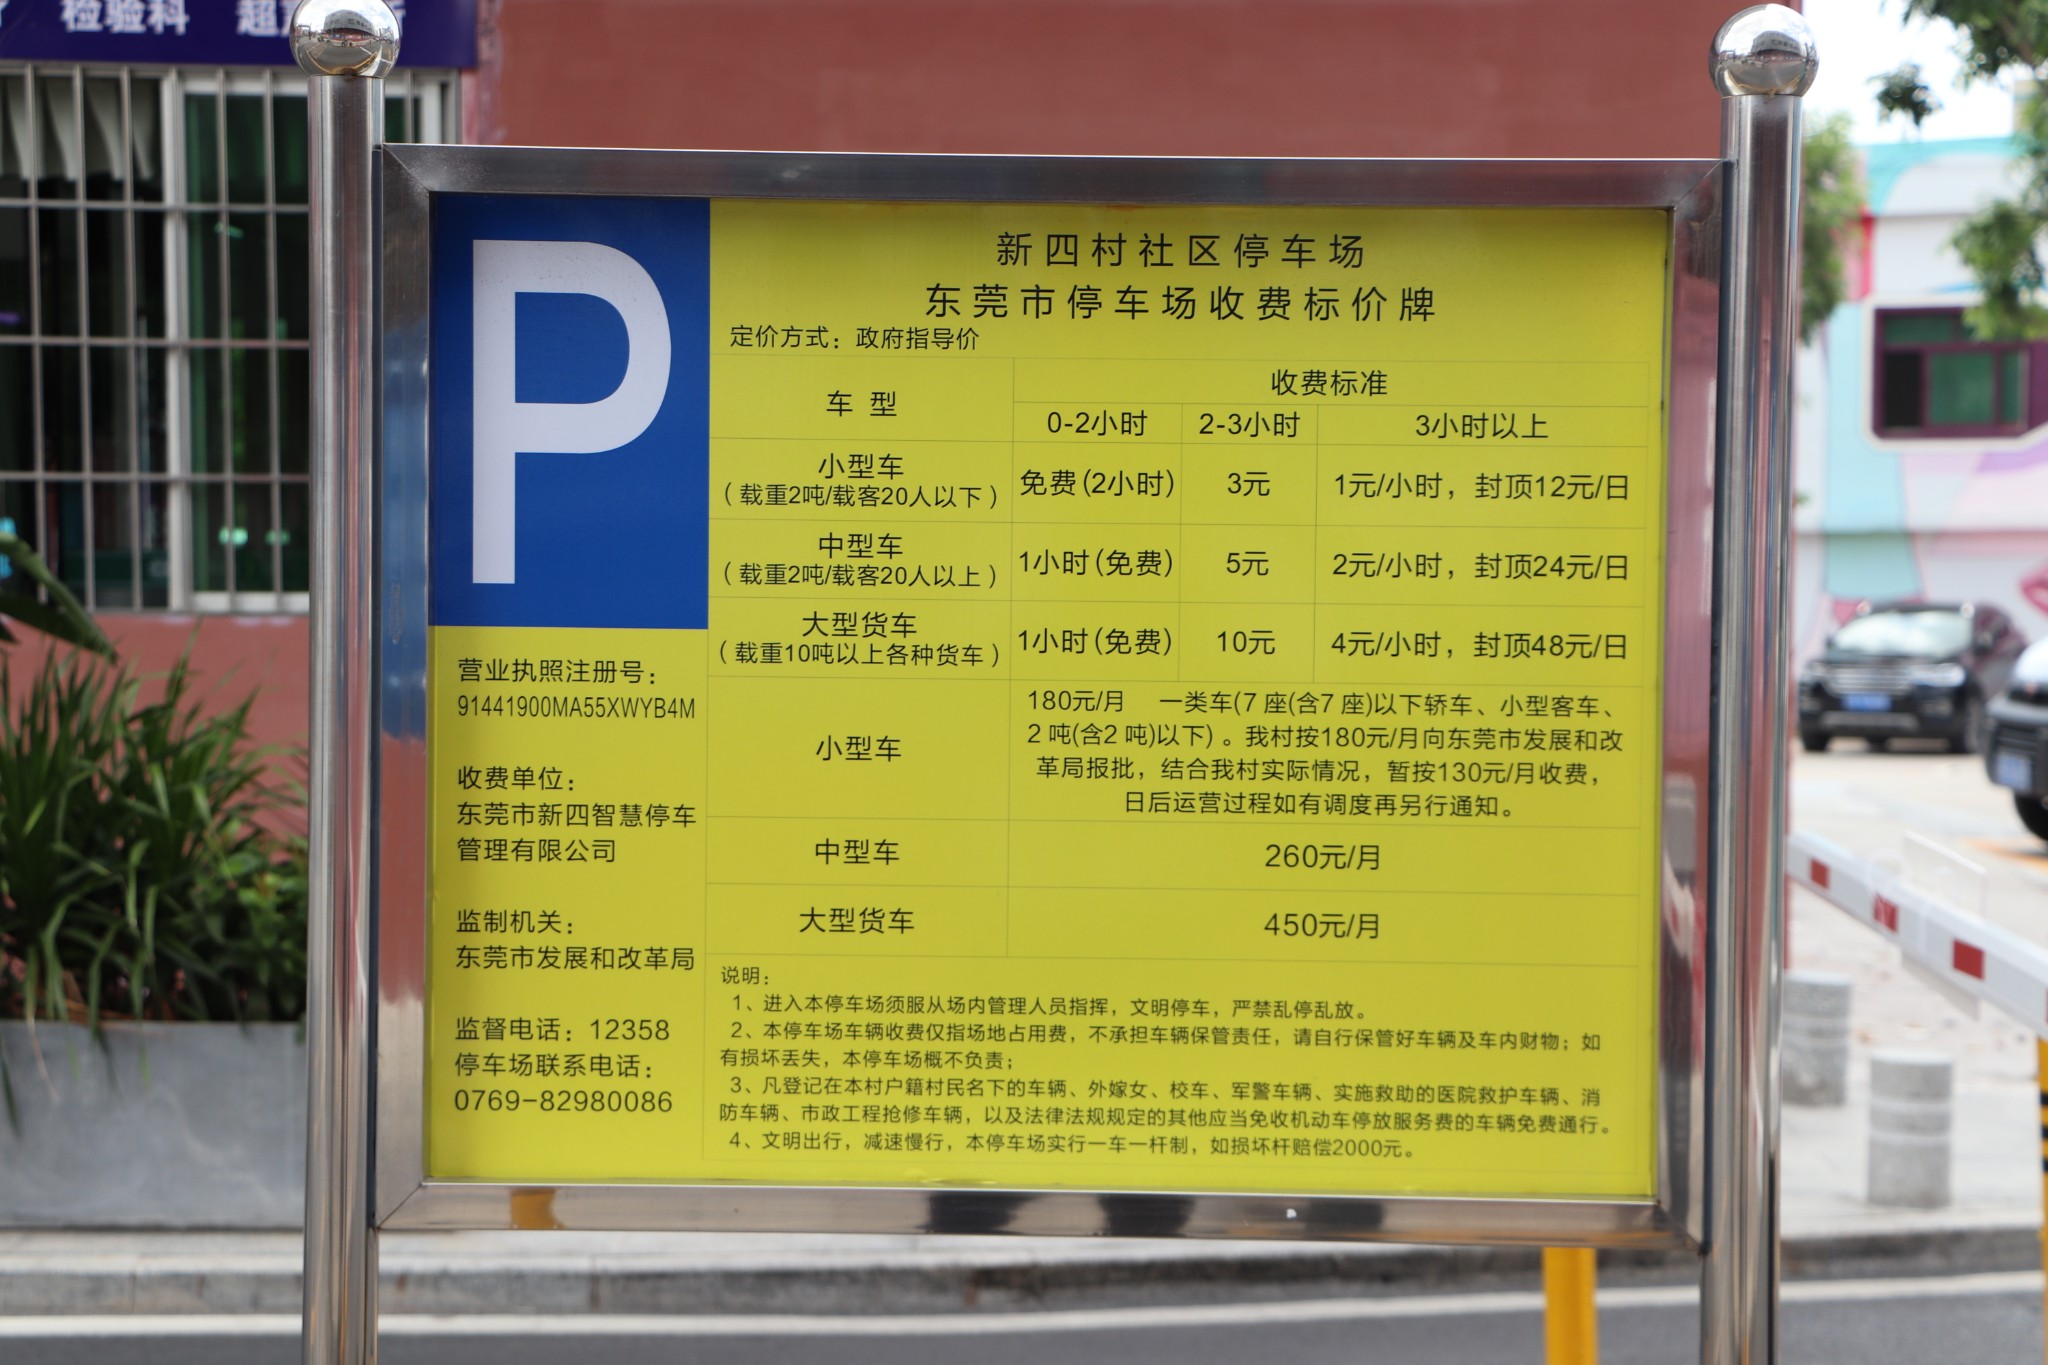 检验科
P
新四村社区停车场
东莞市停车场收费标价牌
定价方式：政府指导价
车 型
收费标准
0-2小时
2-3小时
3小时以上
小型车
（载重2吨/载客20人以下）
免费(2小时)
3元
1元/小时，封顶12元/日
中型车
（载重2吨/载客20人以上）
1小时(免费)
5元
2元/小时，封顶24元/日
大型货车
（载重10吨以上各种货车）
1小时(免费)
10元
4元/小时，封顶48元/日
小型车
180元/月 一类车(7 座(含7 座)以下轿车、小型客车、
2 吨(含2 吨)以下) 。我村按180元/月向东莞市发展和改
革局报批，结合我村实际情况，暂按130元/月收费，
日后运营过程如有调度再另行通知。
中型车
260元/月
大型货车
450元/月
说明：
1、进入本停车场须服从场内管理人员指挥，文明停车，严禁乱停乱放。
2、本停车场车辆收费仅指场地占用费，不承担车辆保管责任，请自行保管好车辆及车内财物；如
有损坏丢失，本停车场概不负责；
3、凡登记在本村户籍村民名下的车辆、外嫁女、校车、军警车辆、实施救助的医院救护车辆、消
防车辆、市政工程抢修车辆，以及法律法规规定的其他应当免收机动车停放服务费的车辆免费通行。
4、文明出行，减速慢行，本停车场实行一车一杆制，如损坏杆赔偿2000元。
营业执照注册号：
91441900MA55XWYB4M
收费单位：
东莞市新四智慧停车
管理有限公司
监制机关：
东莞市发展和改革局
监督电话：12358
停车场联系电话：
0769-82980086